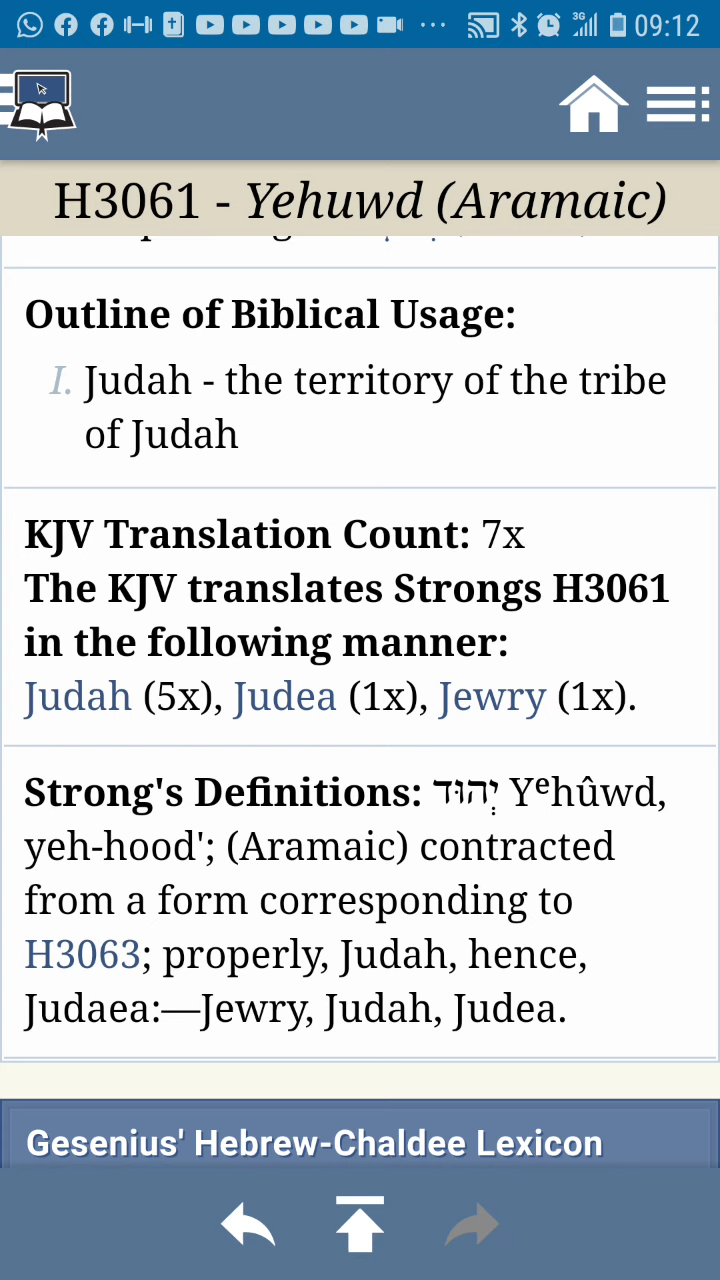 3G 09:12
H3061 - Yehuwd (Aramaic)
Outline of Biblical Usage:
I. Judah - the territory of the tribe
of Judah
KJV Translation Count: 7x
The KJV translates Strongs H3061
in the following manner:
Judah (5x), Judea (1x), Jewry (1x).
Strong's Definitions: יְהוּד Yᵉhûwd,
yeh-hood'; (Aramaic) contracted
from a form corresponding to
H3063; properly, Judah, hence,
Judaea:—Jewry, Judah, Judea.
Gesenius' Hebrew-Chaldee Lexicon